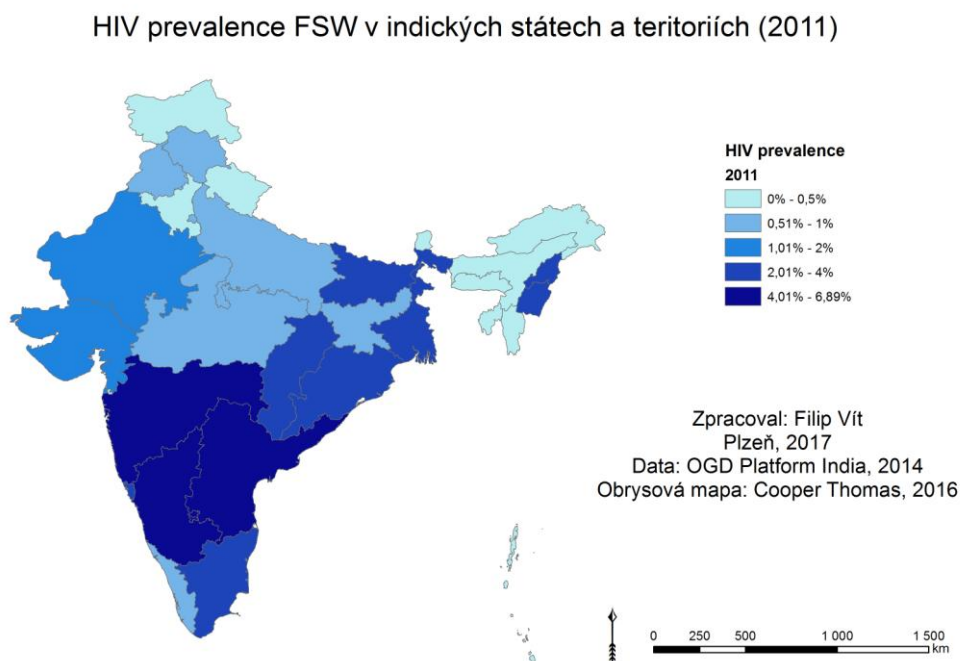 HIV prevalence FSW v indických státech a teritoriích (2011)
HIV prevalence
2011
0% - 0,5%
0,51% - 1%
1,01% - 2%
2,01% - 4%
4,01% - 6,89%
Zpracoval: Filip Vít
Plzeň, 2017
Data: OGD Platform India, 2014
Obrysová mapa: Cooper Thomas, 2016
0 250 500 1 000 1 500
km